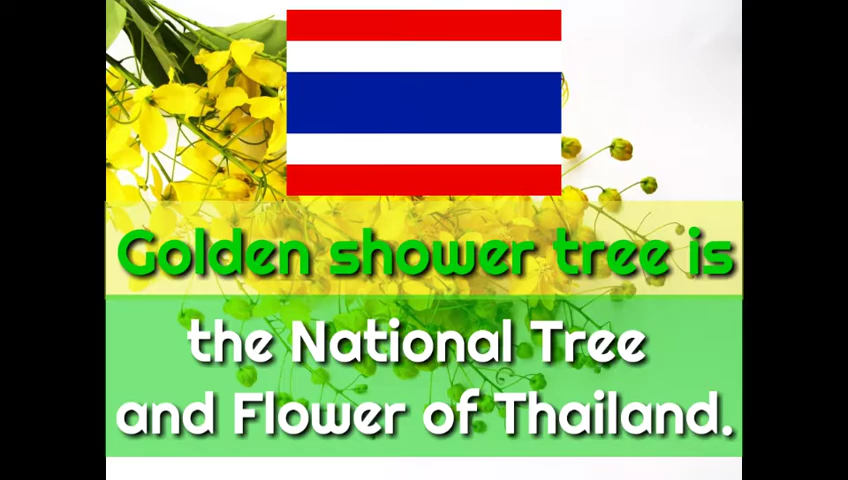 Golden shower tree is
the National Tree
and Flower of Thailand.